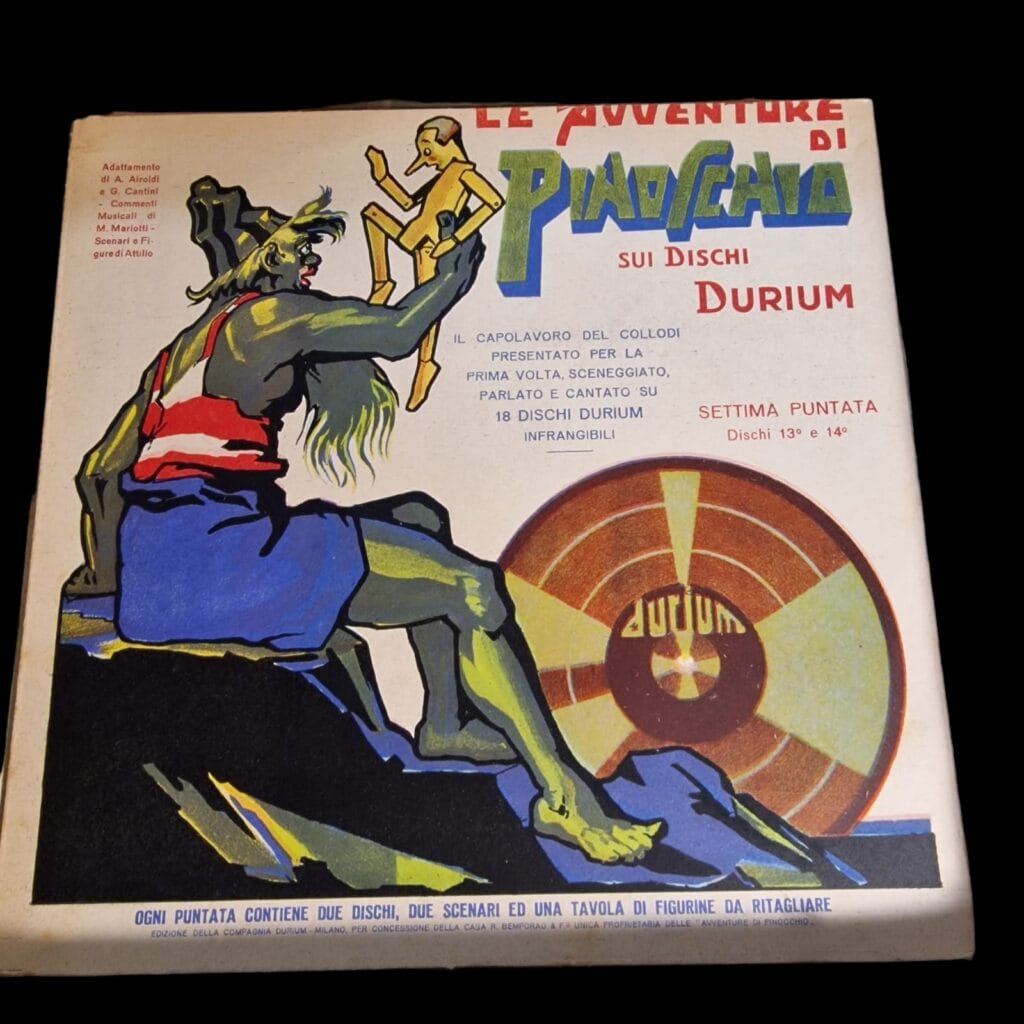 LE AVVENTURE
DI
PINOCCHIO
SUI DISCHI
DURIUM
Adattamento
di A. Airoldi
e G. Cantini
- Commenti
Musicali di
M. Mariotti -
Scenari e Fi-
gure di Attilio
IL CAPOLAVORO DEL COLLODI
PRESENTATO PER LA
PRIMA VOLTA, SCENEGGIATO,
PARLATO E CANTATO SU
18 DISCHI DURIUM
INFRANGIBILI
SETTIMA PUNTATA
Dischi 13º e 14º
durium
OGNI PUNTATA CONTIENE DUE DISCHI, DUE SCENARI ED UNA TAVOLA DI FIGURINE DA RITAGLIARE
EDIZIONE DELLA COMPAGNIA DURIUM - MILANO, PER CONCESSIONE DELLA CASA R. BEMPORAD & F.º UNICA PROPRIETARIA DELLE "AVVENTURE DI PINOCCHIO"